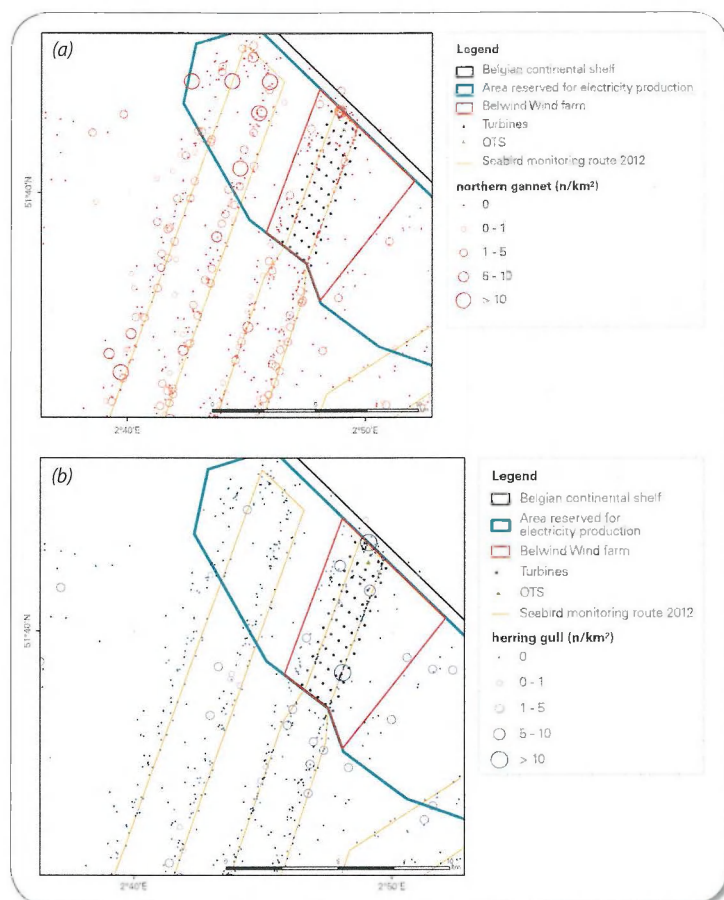 (a)
51°40'N
2°40'E
2°50'E
Legend
Belgian continental shelf
Area reserved for electricity production
Belwind Wind farm
Turbines
OTS
Seabird monitoring route 2012
northern gannet (n/km²)
0
0 - 1
1 - 5
5 - 10
> 10
(b)
51°40'N
2°40'E
2°50'E
Legend
Belgian continental shelf
Area reserved for
electricity production
Belwind Wind farm
Turbines
OTS
Seabird monitoring route 2012
herring gull (n/km²)
0
0 - 1
1 - 5
5 - 10
> 10